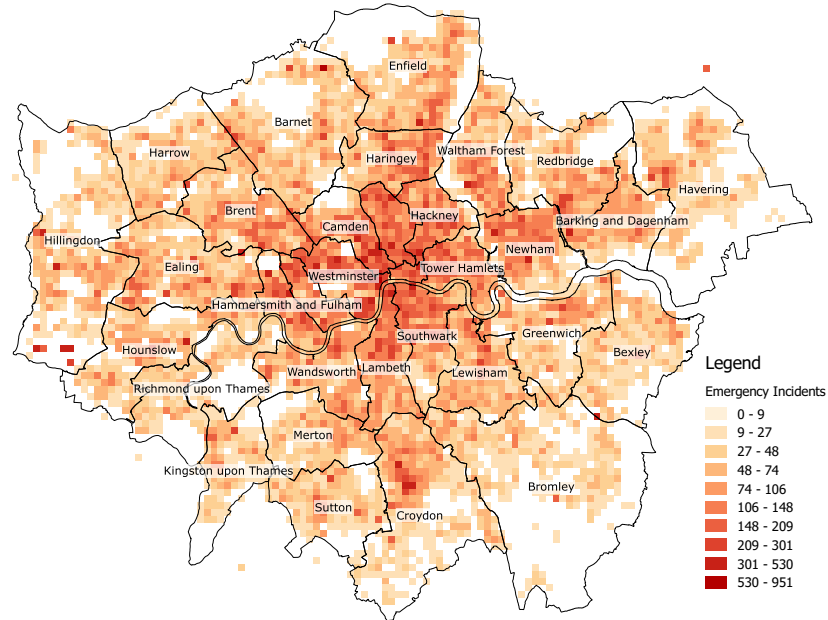 Enfield
Barnet
Harrow
Haringey
Waltham Forest
Redbridge
Havering
Brent
Camden
Hackney
Barking and Dagenham
Hillingdon
Newham
Ealing
Westminster
Tower Hamlets
Hammersmith and Fulham
Southwark
Greenwich
Hounslow
Bexley
Richmond upon Thames
Wandsworth
Lambeth
Lewisham
Merton
Kingston upon Thames
Bromley
Sutton
Croydon
Legend
Emergency Incidents
0 - 9
9 - 27
27 - 48
48 - 74
74 - 106
106 - 148
148 - 209
209 - 301
301 - 530
530 - 951